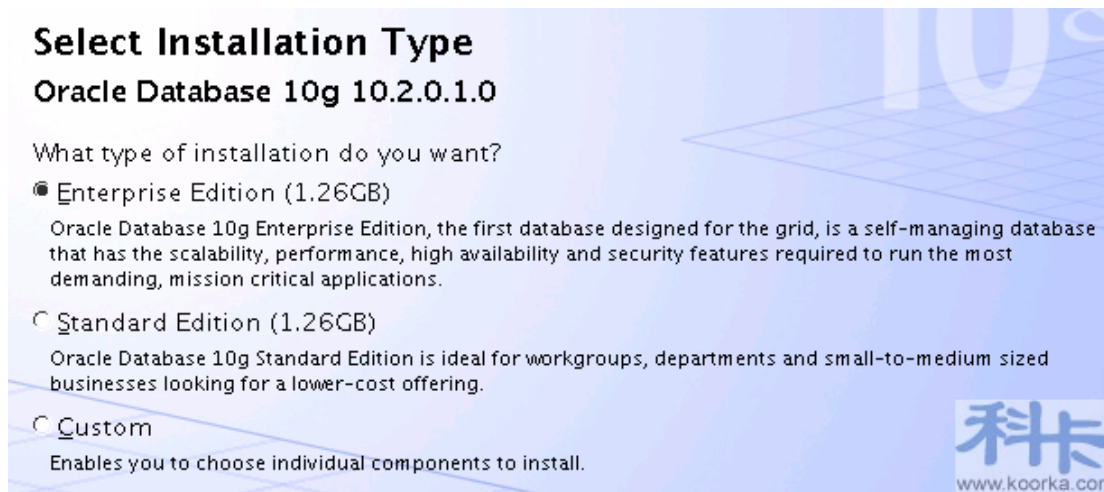 Select Installation Type
Oracle Database 10g 10.2.0.1.0
What type of installation do you want?
Enterprise Edition (1.26GB)
Oracle Database 10g Enterprise Edition, the first database designed for the grid, is a self-managing database
that has the scalability, performance, high availability and security features required to run the most
demanding, mission critical applications.
Standard Edition (1.26GB)
Oracle Database 10g Standard Edition is ideal for workgroups, departments and small-to-medium sized
businesses looking for a lower-cost offering.
Custom
Enables you to choose individual components to install.
10
科卡
www.koorka.com